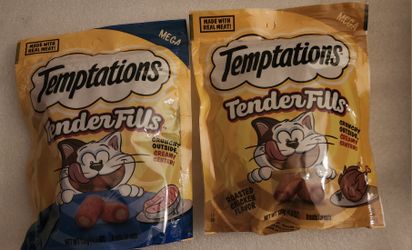 MADE WITH
REAL MEAT!
MEGA
Temptations
TenderFills
CRUNCHY
OUTSIDE,
CREAMY
CENTER!
MADE WITH
REAL MEAT!
MEGA
Temptations
TenderFills
CRUNCHY
OUTSIDE,
CREAMY
CENTER!
ROASTED
CHICKEN
FLAVOR